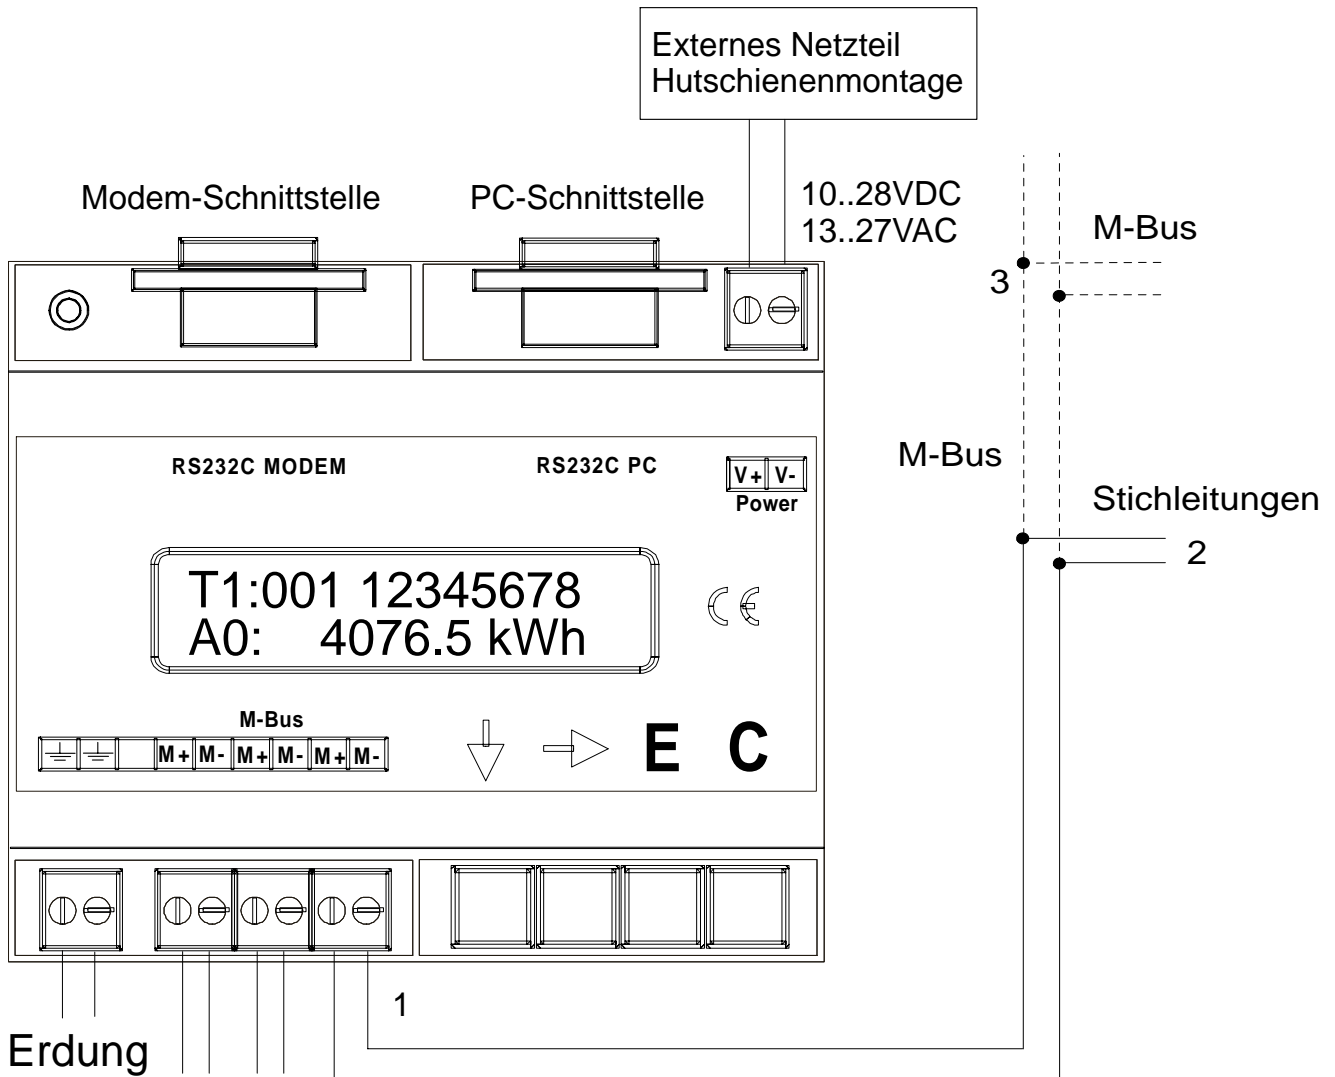 Externes Netzteil
Hutschienenmontage
Modem-Schnittstelle
PC-Schnittstelle
10..28VDC
13..27VAC
M-Bus
3
RS232C MODEM
RS232C PC
V+ V-
Power
M-Bus
Stichleitungen
2
T1:001 12345678
A0: 4076.5 kWh
CE
M-Bus
M+ M- M+ M- M+ M-
E C
1
Erdung